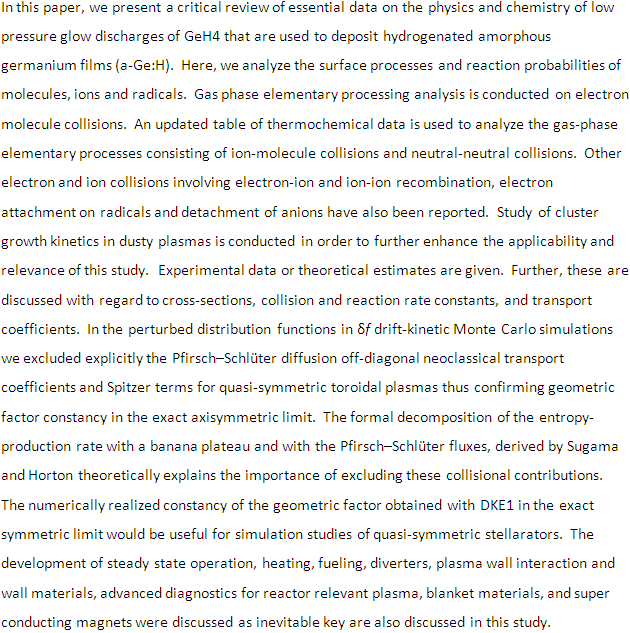 In this paper, we present a critical review of essential data on the physics and chemistry of low
pressure glow discharges of GeH4 that are used to deposit hydrogenated amorphous
germanium films (a-Ge:H).  Here, we analyze the surface processes and reaction probabilities of
molecules, ions and radicals.  Gas phase elementary processing analysis is conducted on electron
molecule collisions.  An updated table of thermochemical data is used to analyze the gas-phase
elementary processes consisting of ion-molecule collisions and neutral-neutral collisions.  Other
electron and ion collisions involving electron-ion and ion-ion recombination, electron
attachment on radicals and detachment of anions have also been reported.  Study of cluster
growth kinetics in dusty plasmas is conducted in order to further enhance the applicability and
relevance of this study.  Experimental data or theoretical estimates are given.  Further, these are
discussed with regard to cross-sections, collision and reaction rate constants, and transport
coefficients.  In the perturbed distribution functions in δf drift-kinetic Monte Carlo simulations
we excluded explicitly the Pfirsch–Schlüter diffusion off-diagonal neoclassical transport
coefficients and Spitzer terms for quasi-symmetric toroidal plasmas thus confirming geometric
factor constancy in the exact axisymmetric limit.  The formal decomposition of the entropy-
production rate with a banana plateau and with the Pfirsch–Schlüter fluxes, derived by Sugama
and Horton theoretically explains the importance of excluding these collisional contributions.
The numerically realized constancy of the geometric factor obtained with DKE1 in the exact
symmetric limit would be useful for simulation studies of quasi-symmetric stellarators.  The
development of steady state operation, heating, fueling, diverters, plasma wall interaction and
wall materials, advanced diagnostics for reactor relevant plasma, blanket materials, and super
conducting magnets were discussed as inevitable key are also discussed in this study.